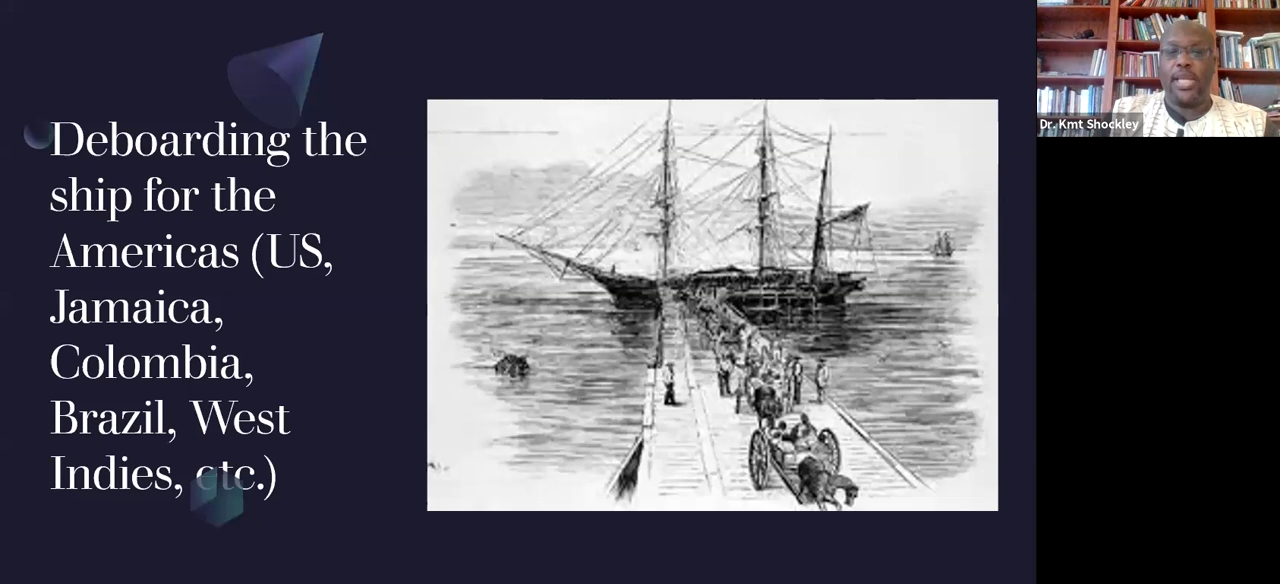 Deboarding the
ship for the
Americas (US,
Jamaica,
Colombia,
Brazil, West
Indies, etc.)
Dr. Kmt Shockley